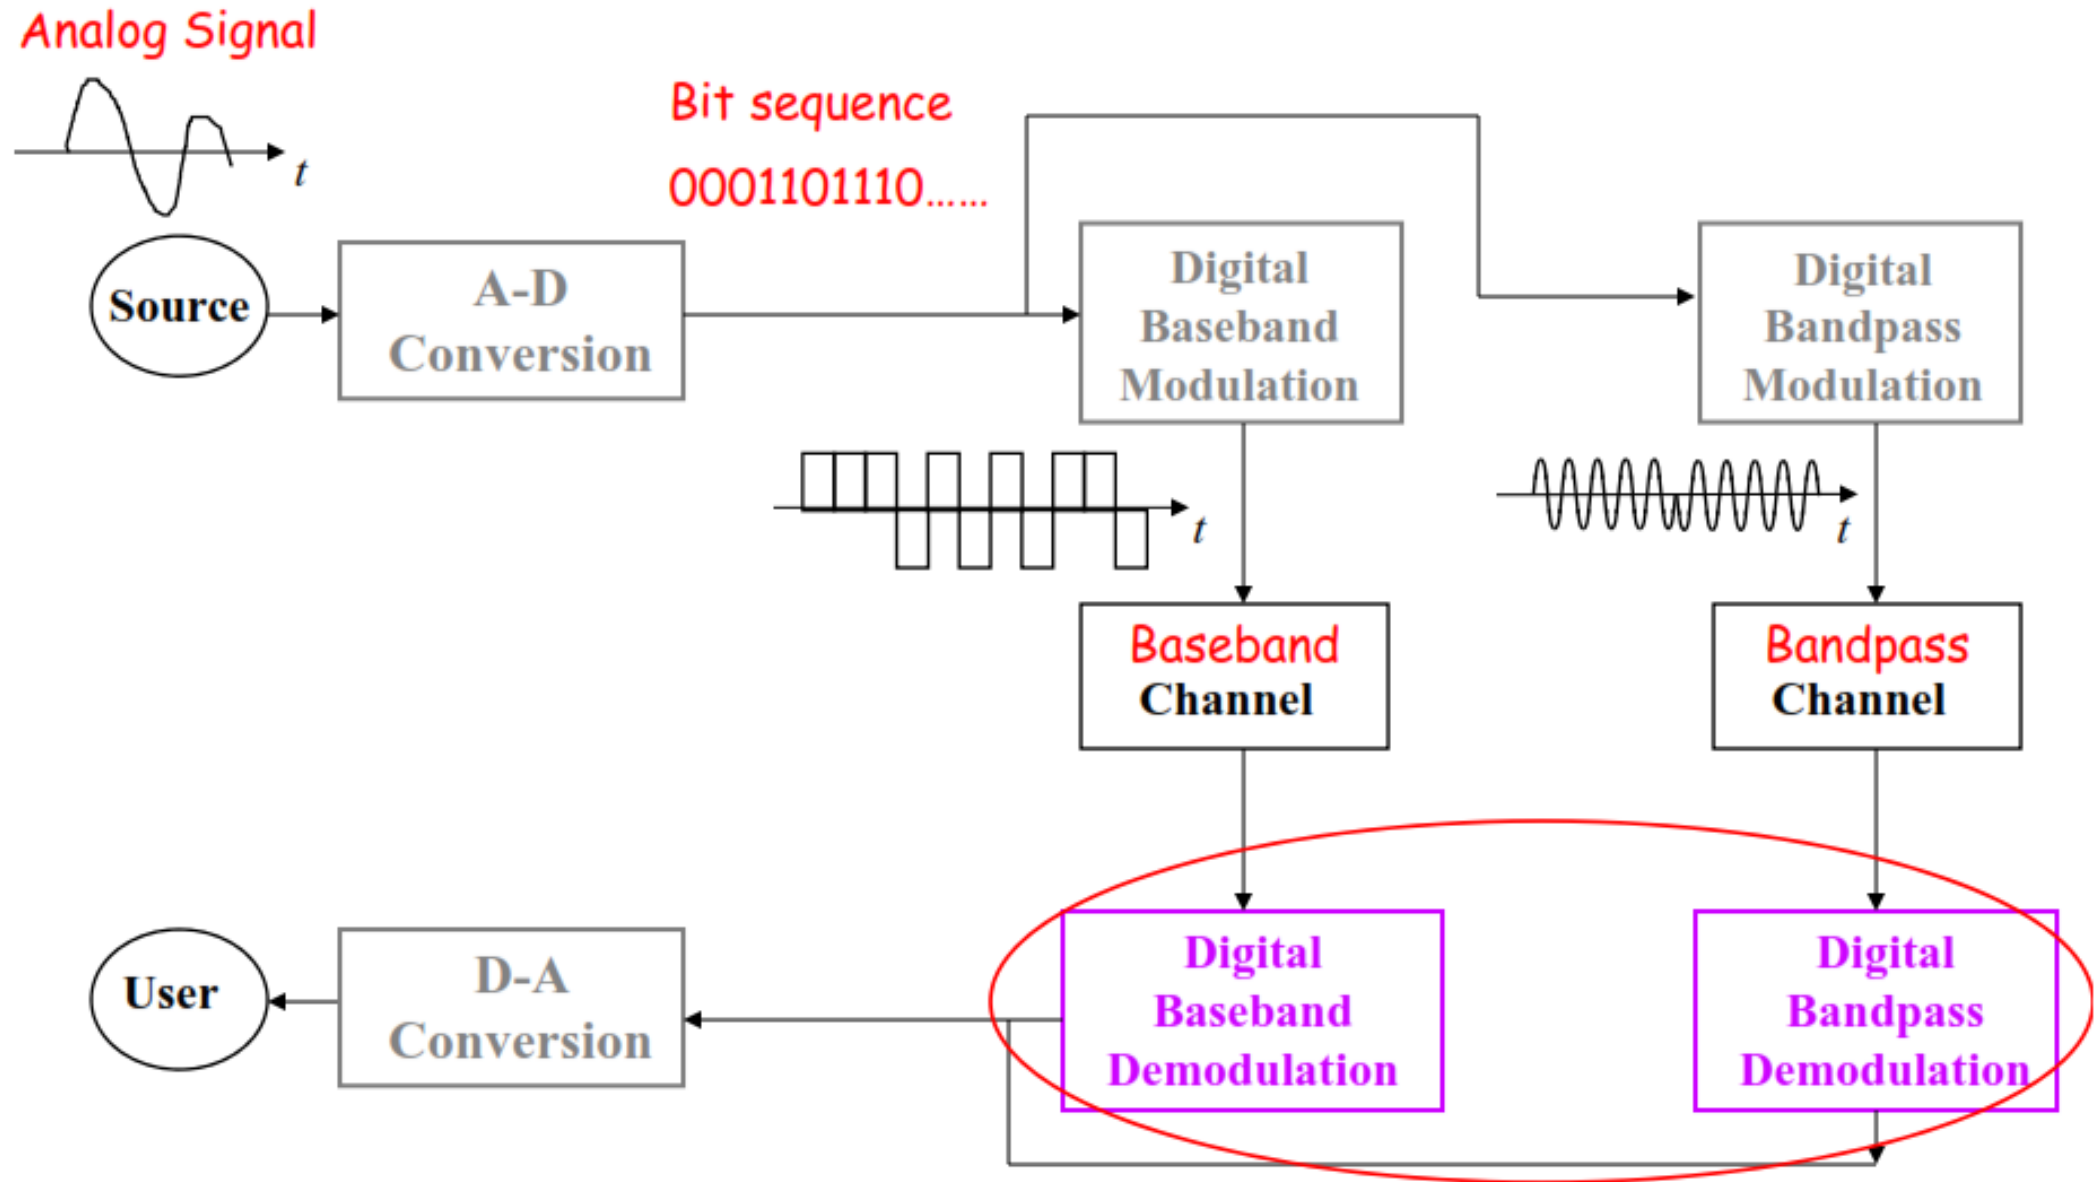 Analog Signal
t
Bit sequence
0001101110......
Source
A-D
Conversion
Digital
Baseband
Modulation
Digital
Bandpass
Modulation
t
t
Baseband
Channel
Bandpass
Channel
User
D-A
Conversion
Digital
Baseband
Demodulation
Digital
Bandpass
Demodulation